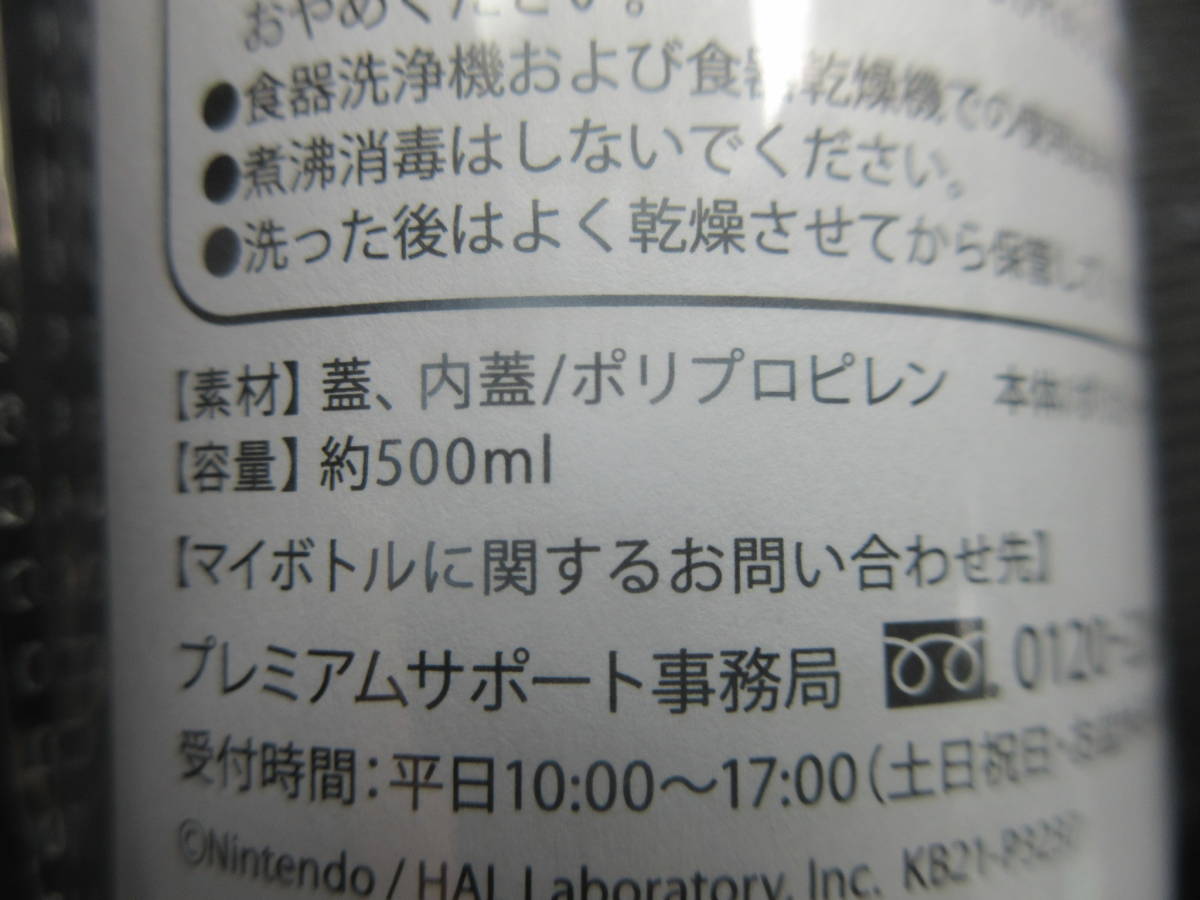 おやめください。
●食器洗浄機および食器乾燥機での
●煮沸消毒はしないでください。
●洗った後はよく乾燥させてから保管して
【素材】蓋、内蓋/ポリプロピレン 本体/
【容量】約500ml
【マイボトルに関するお問い合わせ先】
プレミアムサポート事務局 0120-
受付時間：平日10:00〜17:00(土日祝日・
©Nintendo / HAL Laboratory, Inc. KB21-P3257